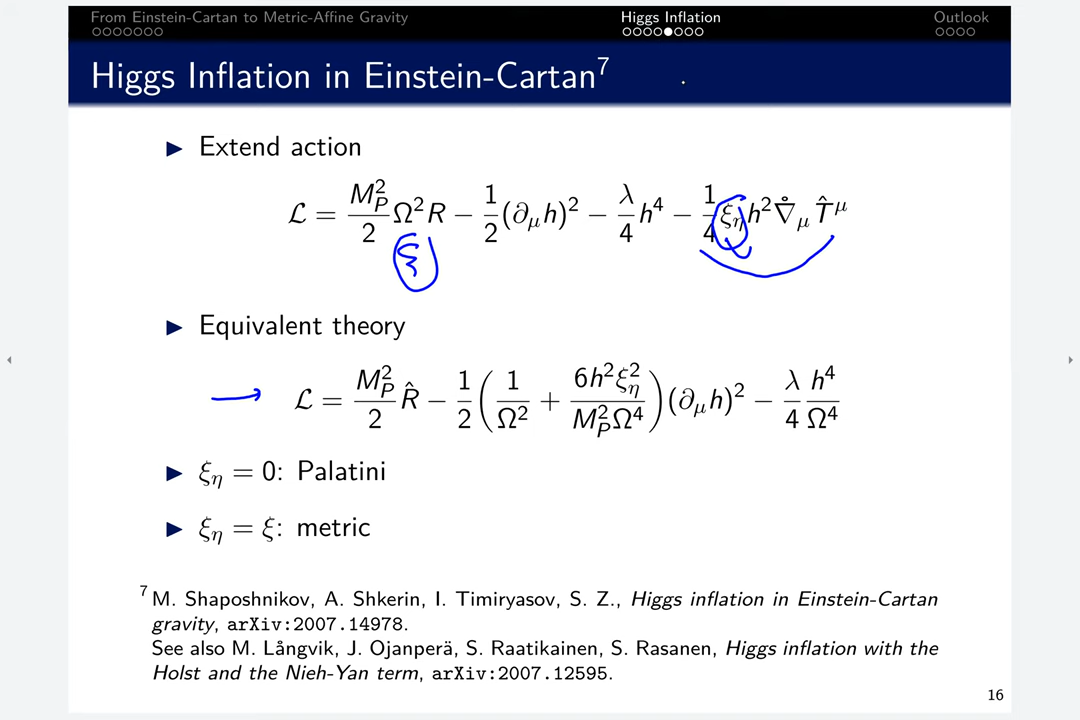 From Einstein-Cartan to Metric-Affine Gravity Higgs Inflation Outlook
Higgs Inflation in Einstein-Cartan⁷
▶ Extend action
ℒ = M_P²/2 Ω²R − 1/2 (∂_μ h)² − λ/4 h⁴ − 1/4 ξ_η h² ∇̊_μ T̂^μ
ξ
▶ Equivalent theory
→ ℒ = M_P²/2 R̂ − 1/2 (1/Ω² + 6h²ξ_η²/(M_P²Ω⁴)) (∂_μ h)² − λ/4 h⁴/Ω⁴
▶ ξ_η = 0: Palatini
▶ ξ_η = ξ: metric
⁷M. Shaposhnikov, A. Shkerin, I. Timiryasov, S. Z., Higgs inflation in Einstein-Cartan
gravity, arXiv:2007.14978.
See also M. Långvik, J. Ojanperä, S. Raatikainen, S. Rasanen, Higgs inflation with the
Holst and the Nieh-Yan term, arXiv:2007.12595.
16